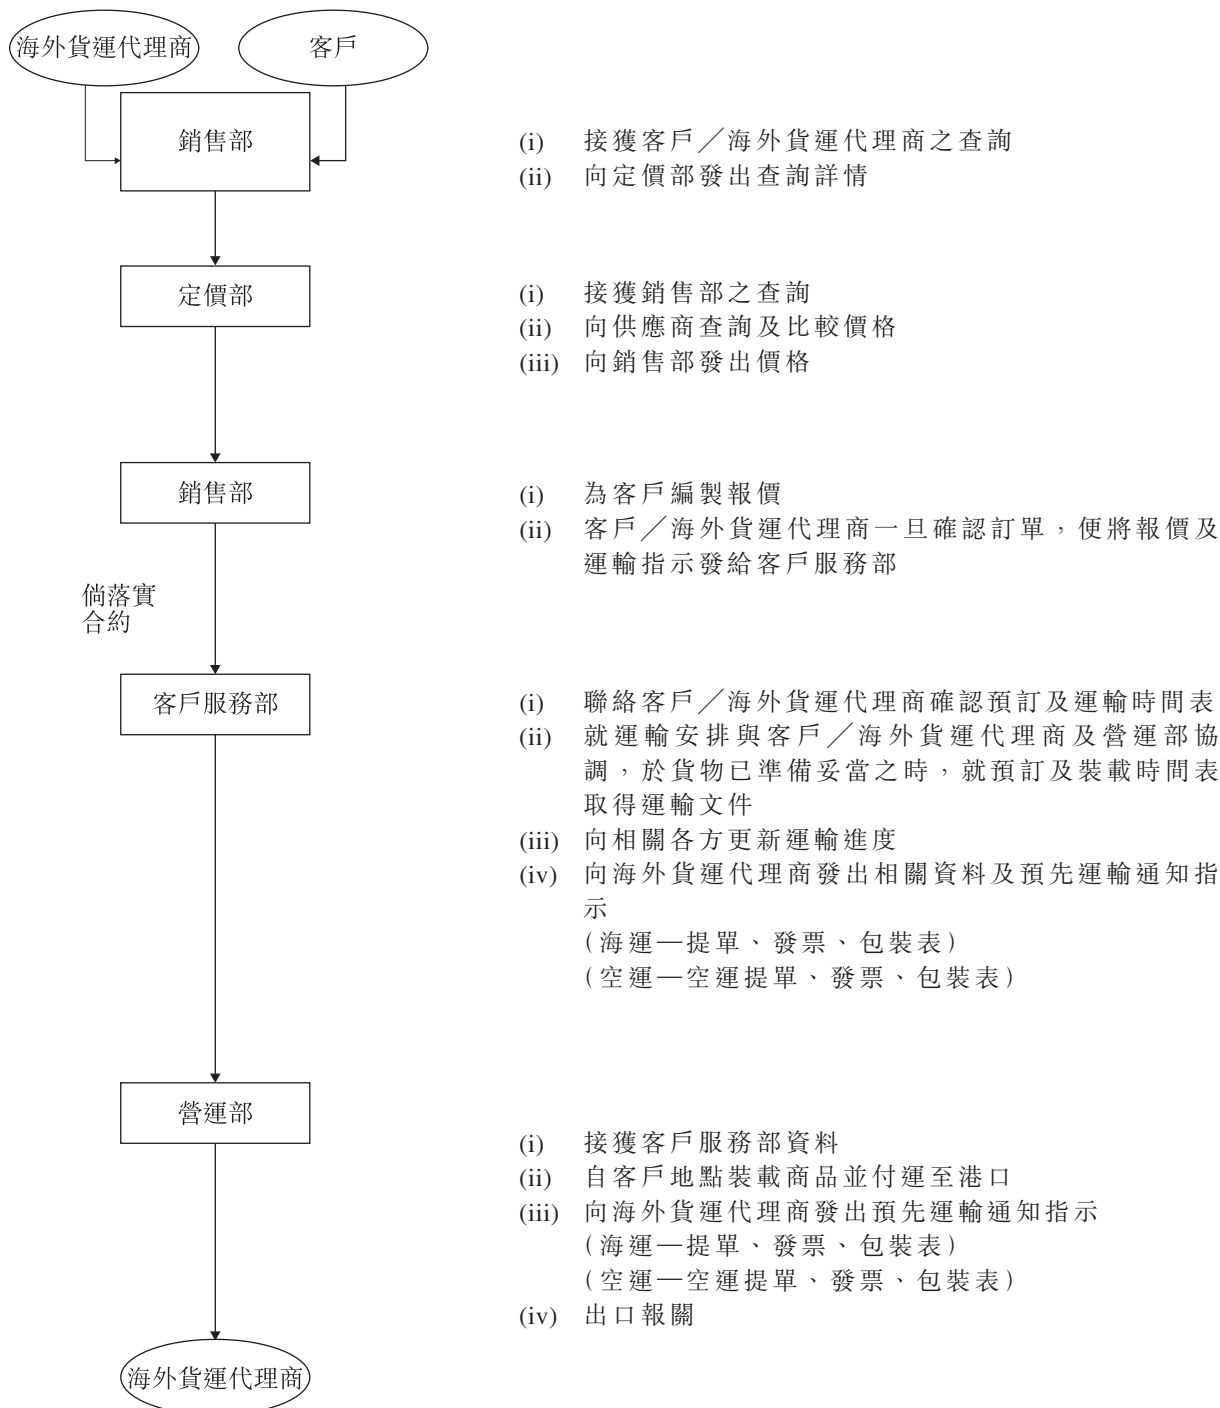 海外貨運代理商
客戶
銷售部
(i) 接獲客戶／海外貨運代理商之查詢
(ii) 向定價部發出查詢詳情
定價部
(i) 接獲銷售部之查詢
(ii) 向供應商查詢及比較價格
(iii) 向銷售部發出價格
銷售部
(i) 為客戶編製報價
(ii) 客戶／海外貨運代理商一旦確認訂單，便將報價及
運輸指示發給客戶服務部
倘落實
合約
客戶服務部
(i) 聯絡客戶／海外貨運代理商確認預訂及運輸時間表
(ii) 就運輸安排與客戶／海外貨運代理商及營運部協
調，於貨物已準備妥當之時，就預訂及裝載時間表
取得運輸文件
(iii) 向相關各方更新運輸進度
(iv) 向海外貨運代理商發出相關資料及預先運輸通知指
示
(海運—提單、發票、包裝表)
(空運—空運提單、發票、包裝表)
營運部
(i) 接獲客戶服務部資料
(ii) 自客戶地點裝載商品並付運至港口
(iii) 向海外貨運代理商發出預先運輸通知指示
(海運—提單、發票、包裝表)
(空運—空運提單、發票、包裝表)
(iv) 出口報關
海外貨運代理商